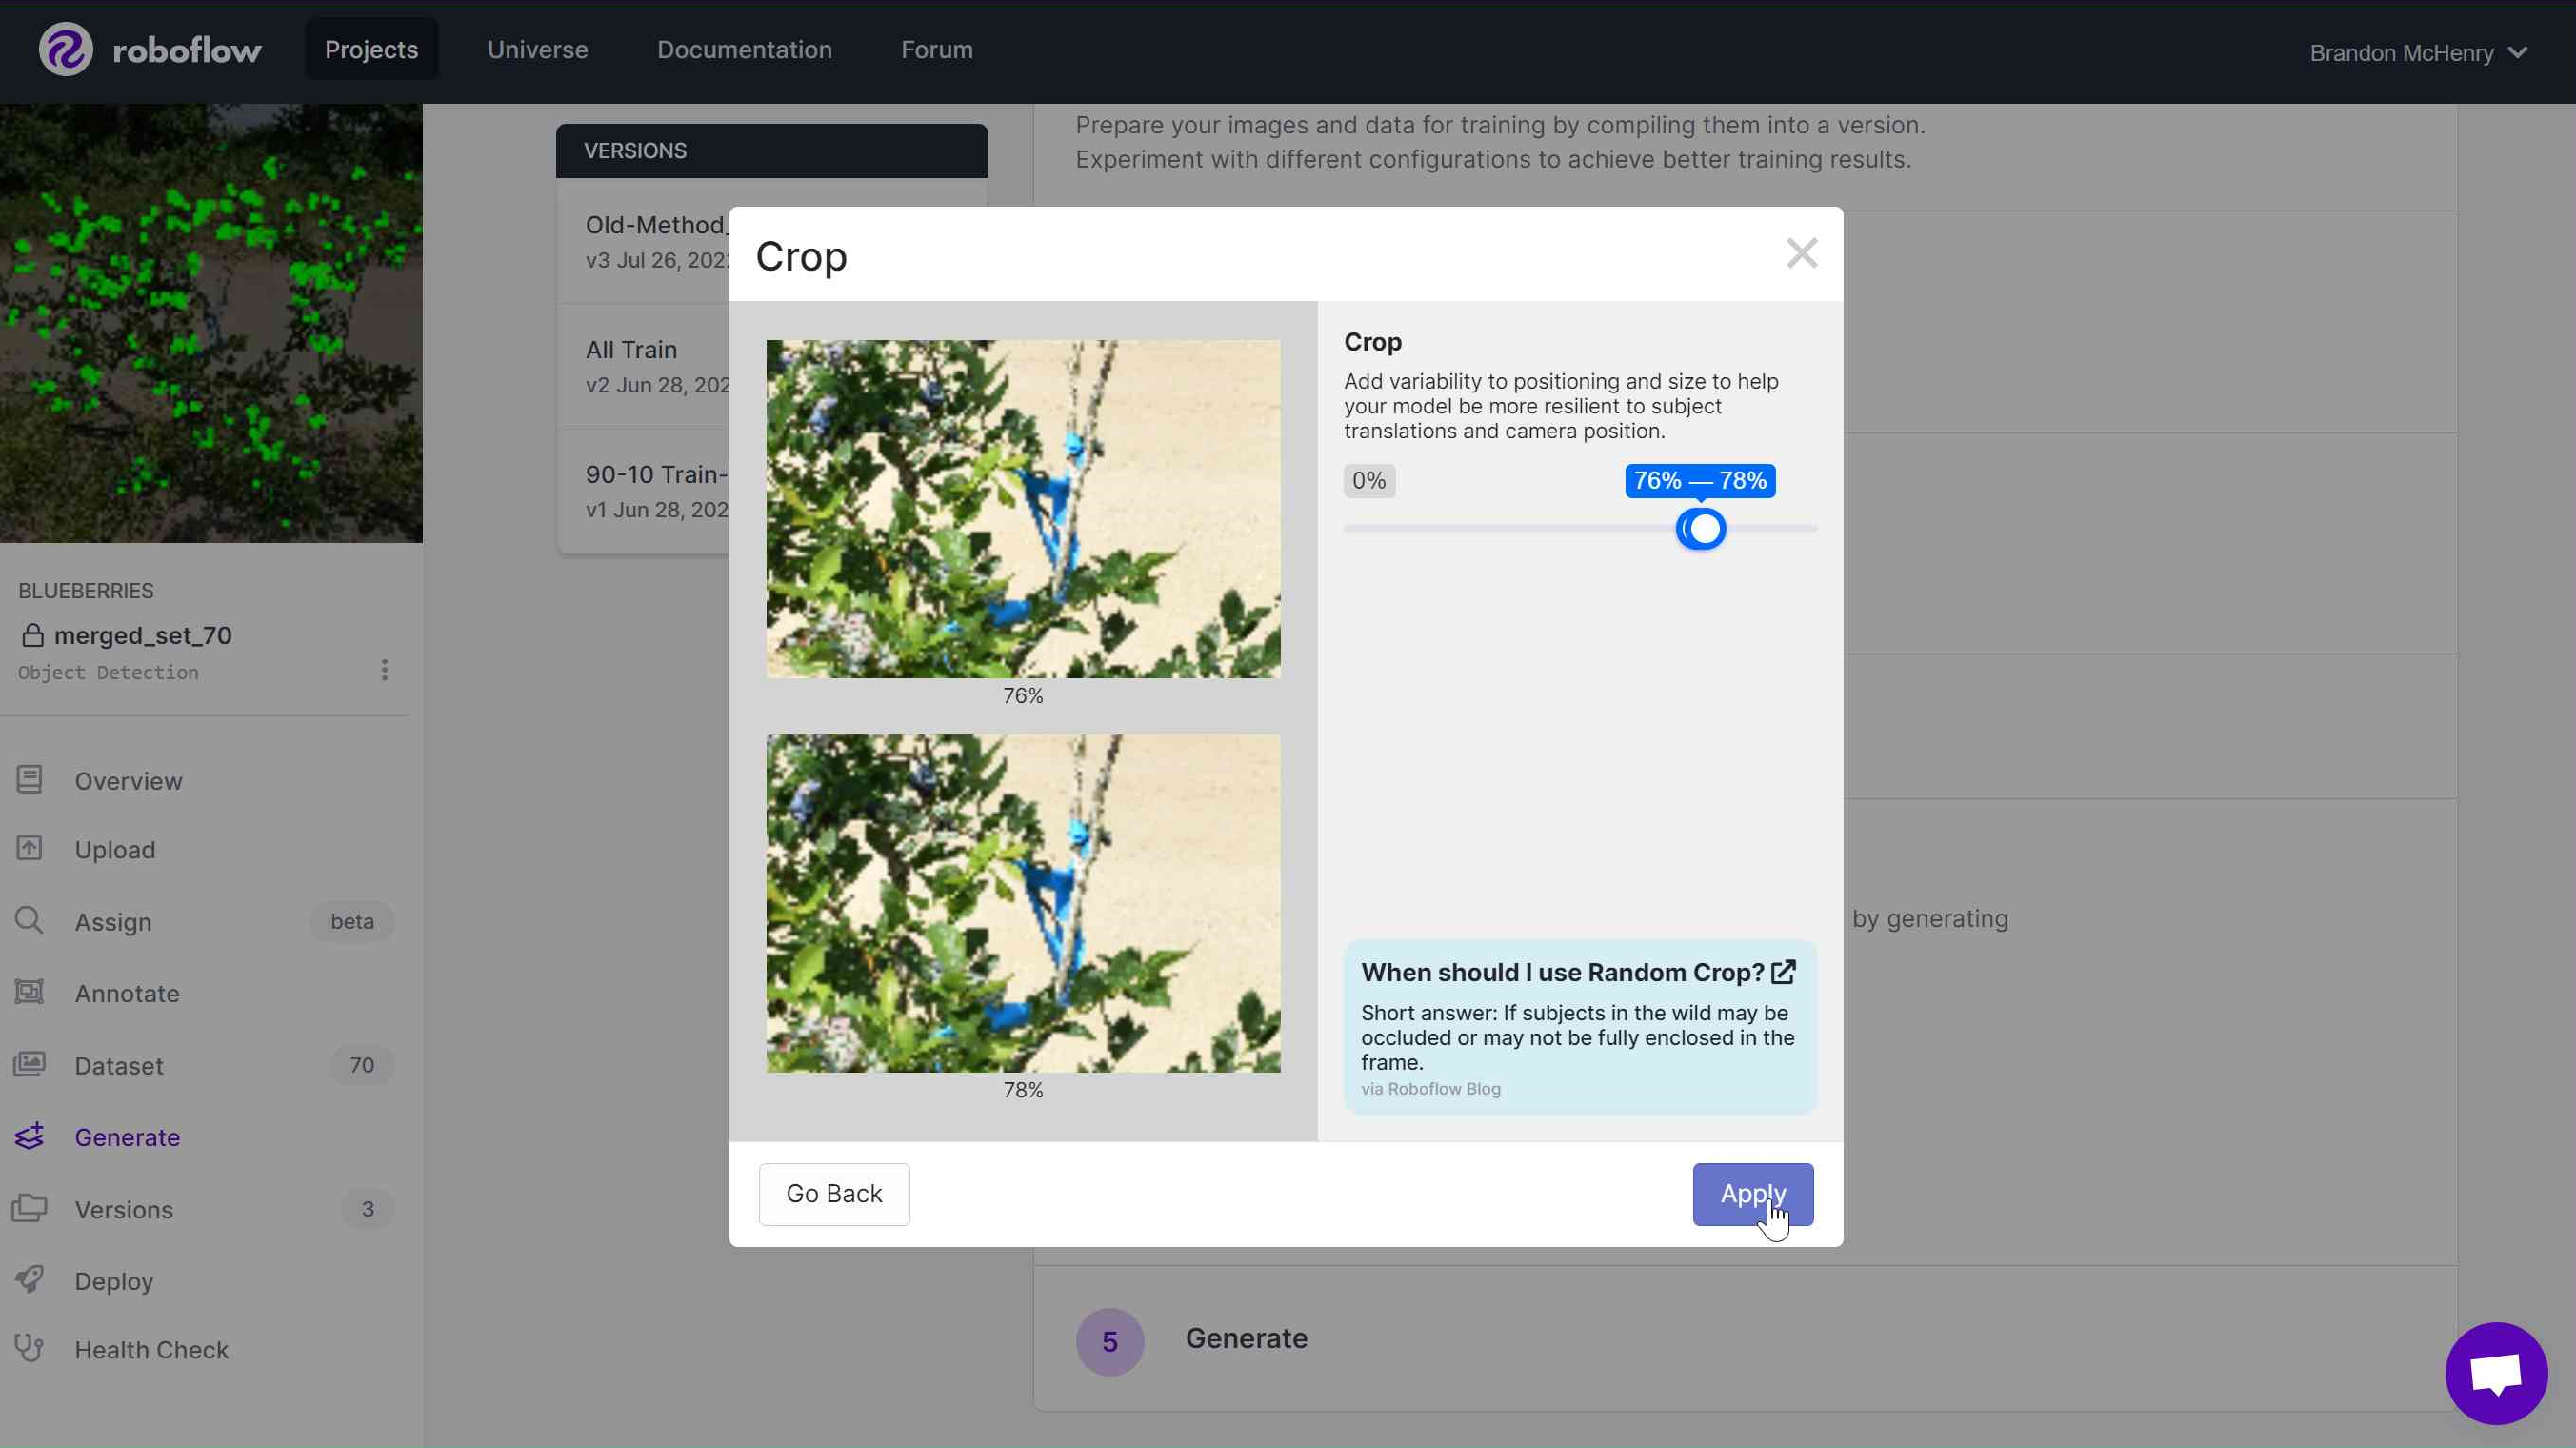 roboflow
Projects
Universe
Documentation
Forum
Brandon McHenry
Prepare your images and data for training by compiling them into a version.
Experiment with different configurations to achieve better training results.
VERSIONS
Old-Method_
v3 Jul 26, 202
All Train
v2 Jun 28, 202
90-10 Train-
v1 Jun 28, 202
BLUEBERRIES
merged_set_70
Object Detection
Overview
Upload
Assign
beta
Annotate
Dataset
70
Generate
Versions
3
Deploy
Health Check
Crop
76%
78%
Crop
Add variability to positioning and size to help
your model be more resilient to subject
translations and camera position.
0%
76% — 78%
When should I use Random Crop?
Short answer: If subjects in the wild may be
occluded or may not be fully enclosed in the
frame.
via Roboflow Blog
Go Back
Apply
by generating
5
Generate